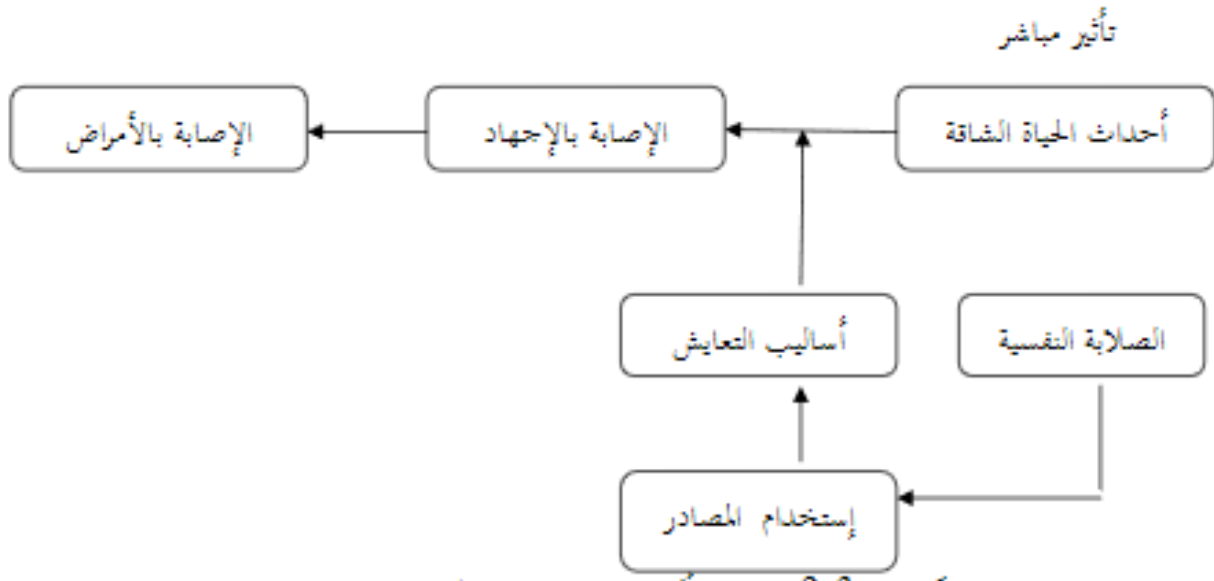 تأثير مباشر
أحداث الحياة الشاقة
الإصابة بالإجهاد
الإصابة بالأمراض
الصلابة النفسية
أساليب التعايش
إستخدام المصادر